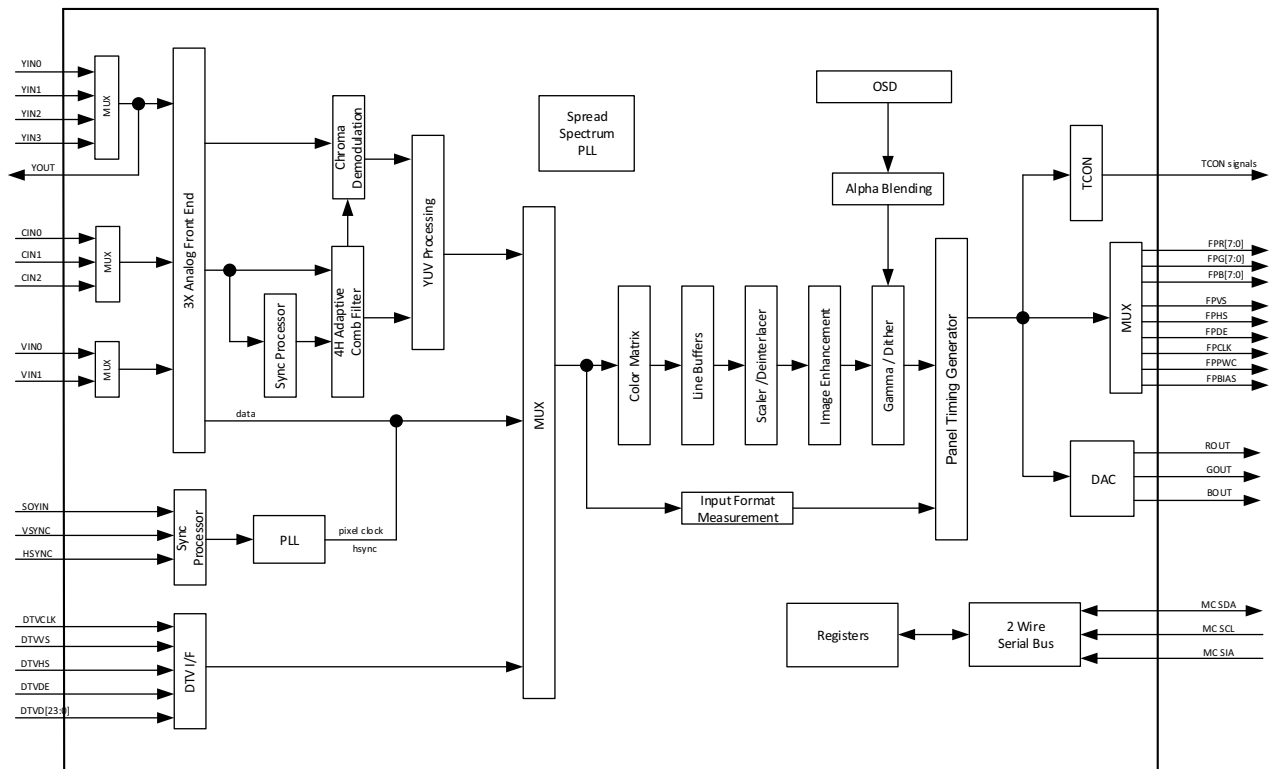 YIN0
YIN1
YIN2
YIN3
YOUT
MUX
CIN0
CIN1
CIN2
MUX
VIN0
VIN1
MUX
3X Analog Front End
Chroma
Demodulation
4H Adaptive
Comb Filter
Sync Processor
YUV Processing
data
SOYIN
VSYNC
HSYNC
Sync
Processor
PLL
pixel clock
hsync
DTVCLK
DTVVS
DTVHS
DTVDE
DTVD[23:0]
DTV I/F
MUX
Spread
Spectrum
PLL
OSD
Alpha Blending
Color Matrix
Line Buffers
Scaler /Deinterlacer
Image Enhancement
Gamma / Dither
Input Format
Measurement
Panel Timing Generator
TCON
TCON signals
MUX
FPR[7:0]
FPG[7:0]
FPB[7:0]
FPVS
FPHS
FPDE
FPCLK
FPPWC
FPBIAS
DAC
ROUT
GOUT
BOUT
Registers
2 Wire
Serial Bus
MC SDA
MC SCL
MC SIA